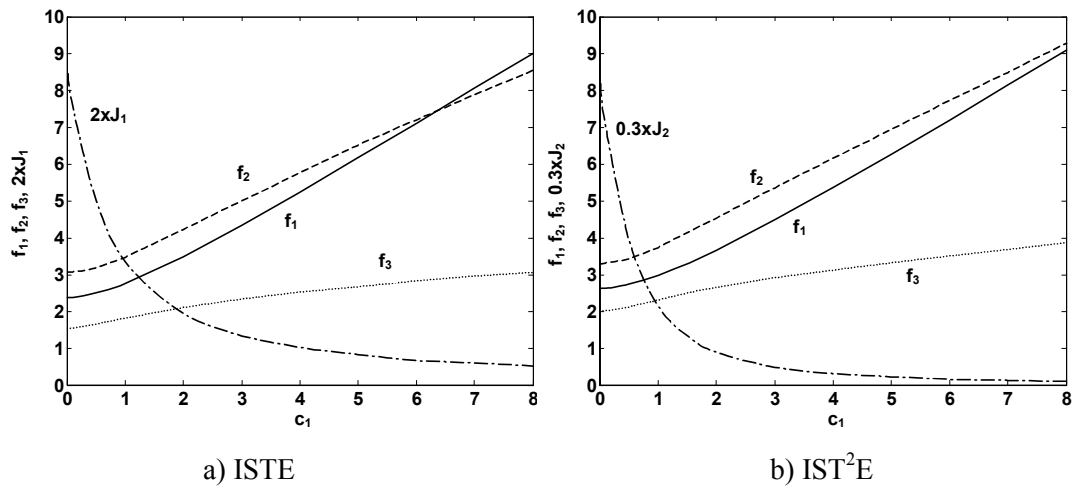 10
9
8
7
6
5
4
3
2
1
0
f₁, f₂, f₃, 2xJ₁
2xJ₁
f₂
f₁
f₃
0 1 2 3 4 5 6 7 8
c₁
a) ISTE
10
9
8
7
6
5
4
3
2
1
0
f₁, f₂, f₃, 0.3xJ₂
0.3xJ₂
f₂
f₁
f₃
0 1 2 3 4 5 6 7 8
c₁
b) IST²E